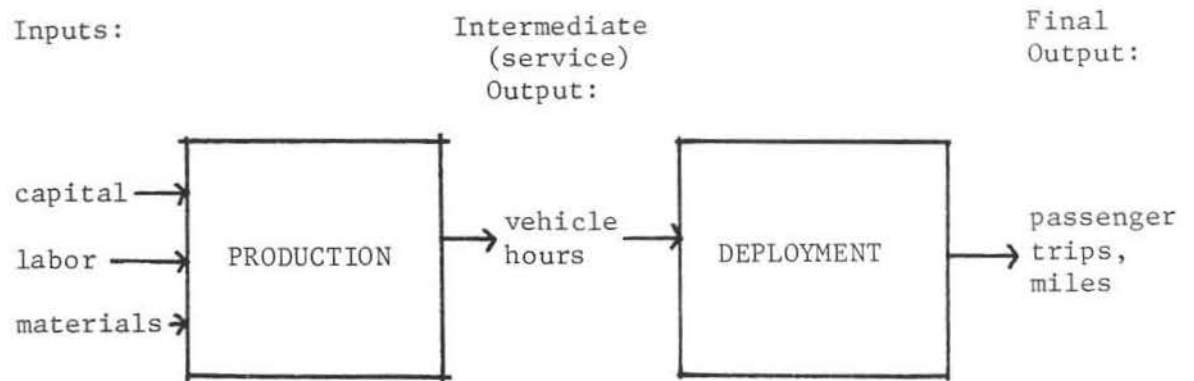 Inputs:
Intermediate
(service)
Output:
Final
Output:
capital
labor
materials
PRODUCTION
vehicle
hours
DEPLOYMENT
passenger
trips,
miles